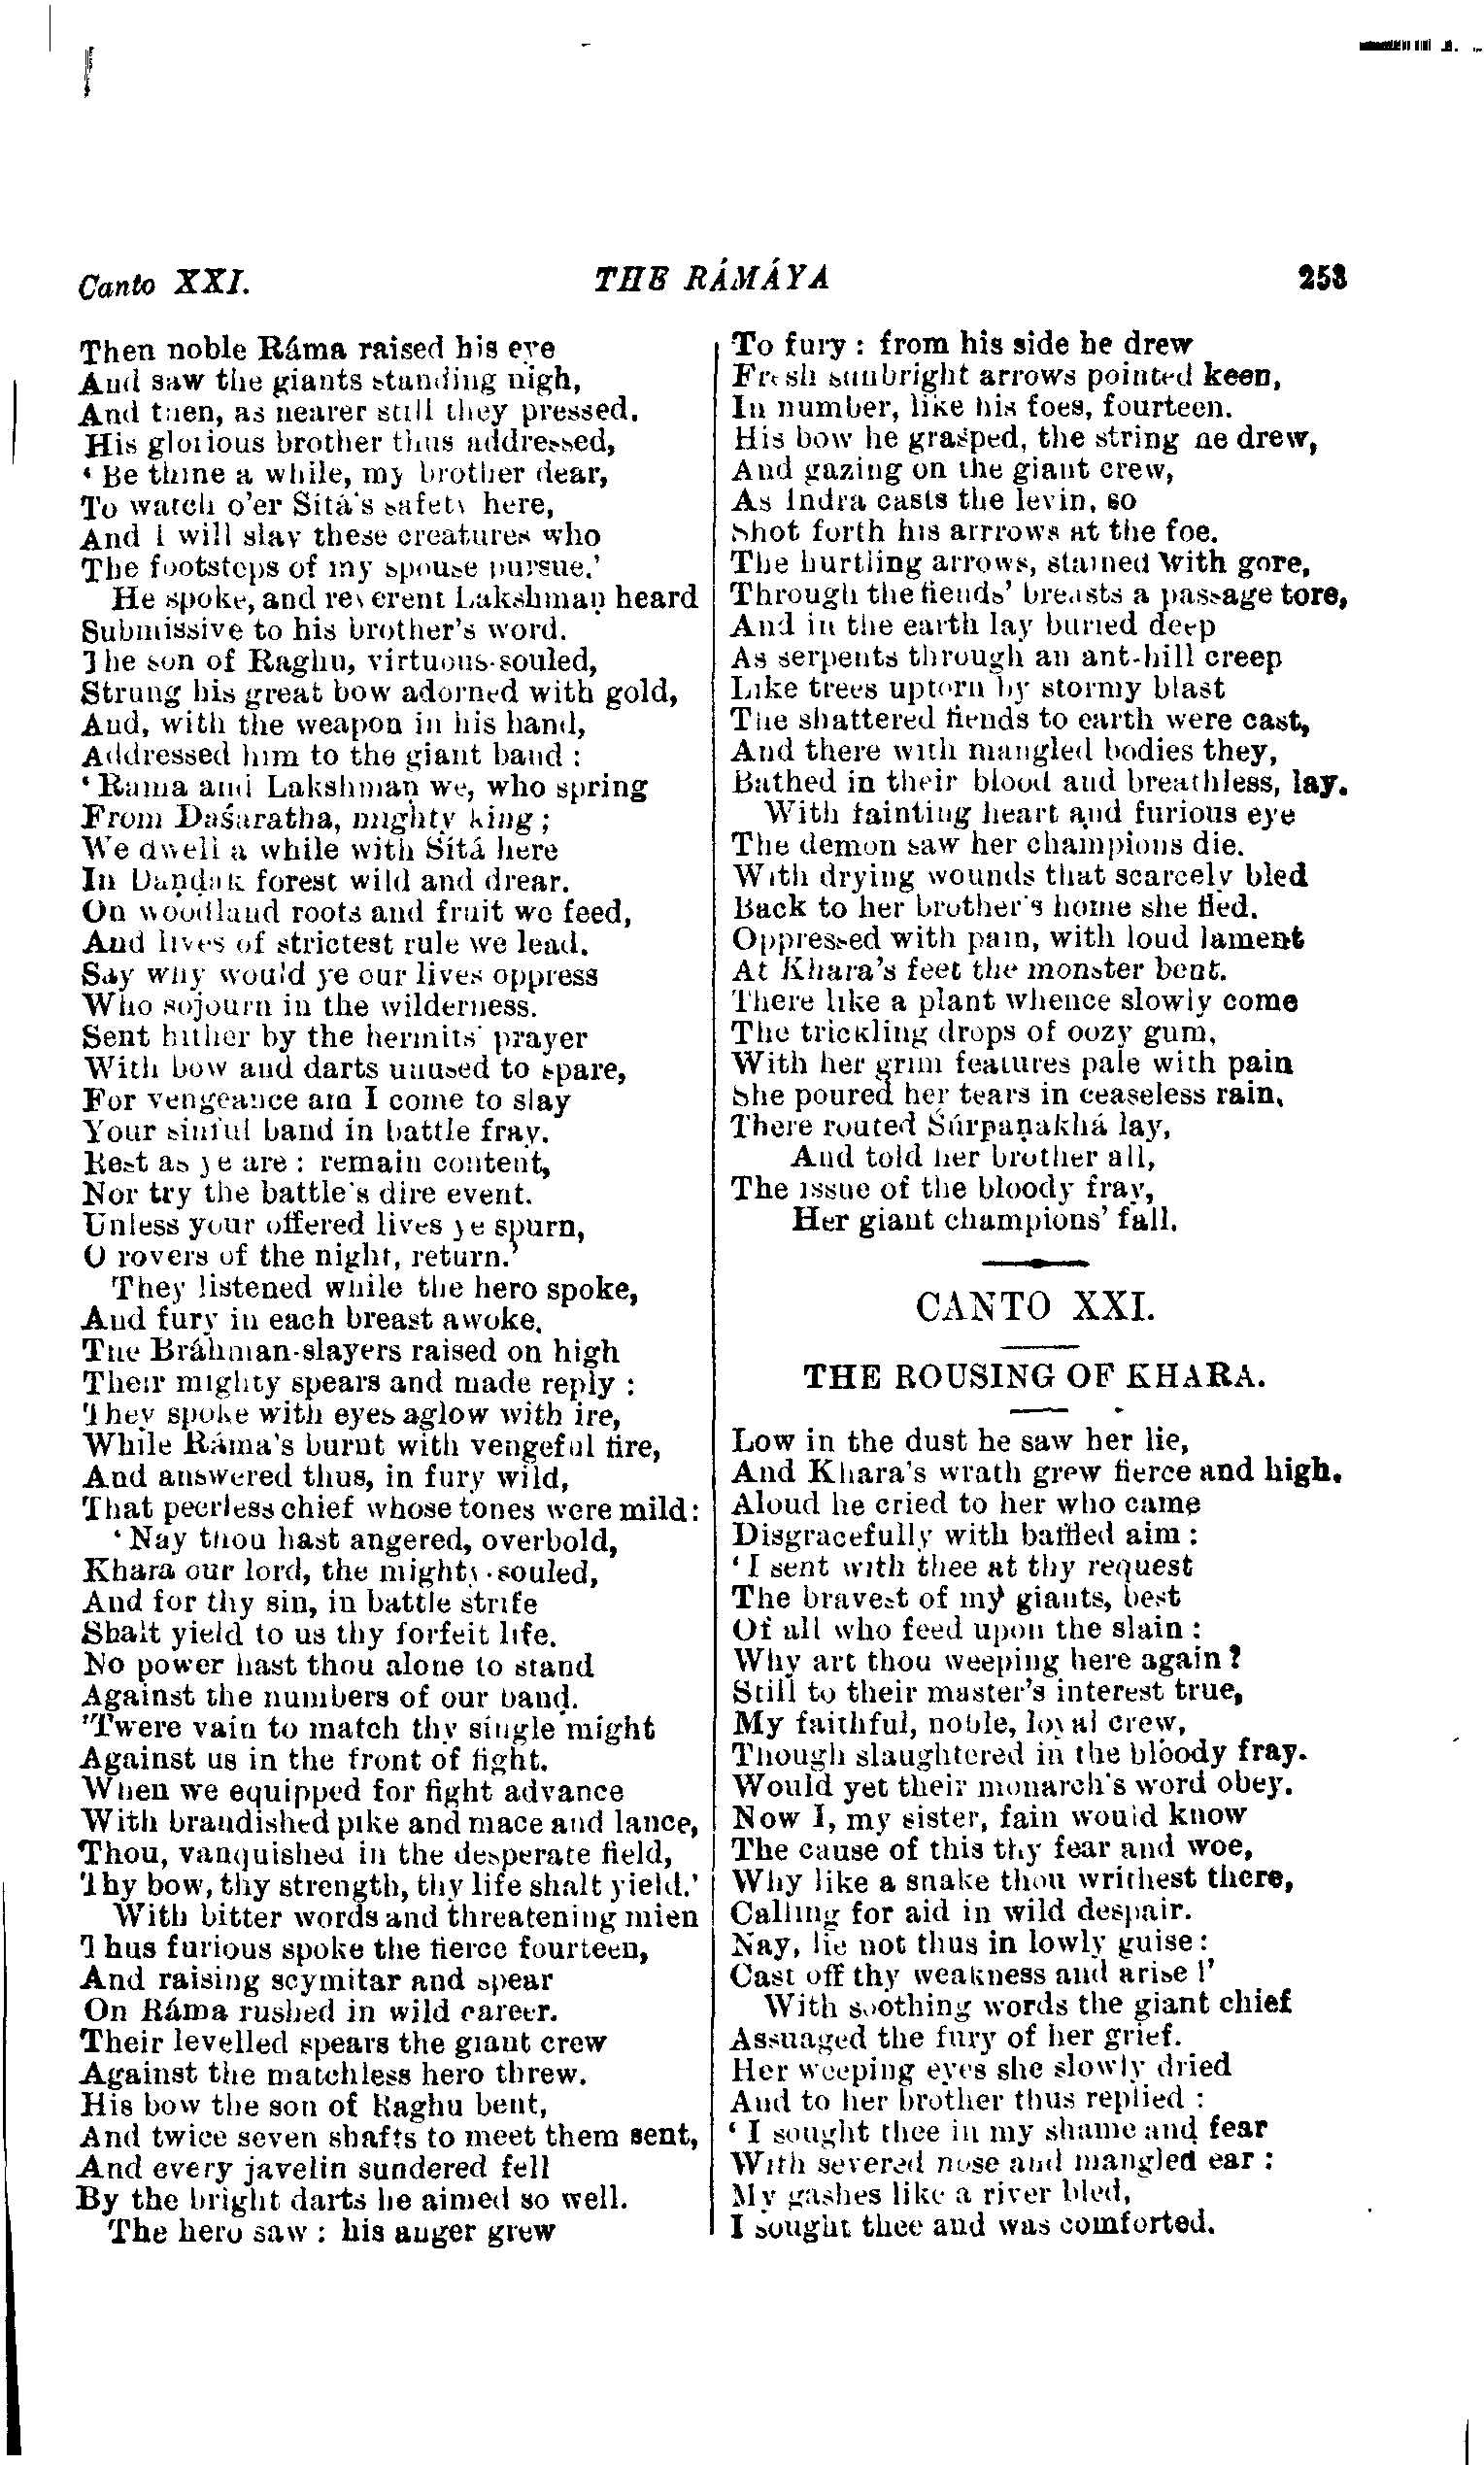 Canto XXI. THE RÁMÁYA 253
Then noble Ráma raised his eye
And saw the giants standing nigh,
And then, as nearer still they pressed.
His glorious brother thus addressed,
‘Be thine a while, my brother dear,
To watch o'er Sítá's safety here,
And I will slay these creatures who
The footsteps of my spouse pursue.’
He spoke, and reverent Lakshmaṇ heard
Submissive to his brother's word.
The son of Raghu, virtuous-souled,
Strung his great bow adorned with gold,
And, with the weapon in his hand,
Addressed him to the giant band :
‘Ráma and Lakshmaṇ we, who spring
From Daśaratha, mighty king ;
We dwell a while with Sítá here
In Daṇḍak forest wild and drear.
On woodland roots and fruit we feed,
And lives of strictest rule we lead.
Say why would ye our lives oppress
Who sojourn in the wilderness.
Sent hither by the hermits' prayer
With bow and darts unused to spare,
For vengeance am I come to slay
Your sinful band in battle fray.
Rest as ye are : remain content,
Nor try the battle's dire event.
Unless your offered lives ye spurn,
O rovers of the night, return.’
They listened while the hero spoke,
And fury in each breast awoke.
The Bráhman-slayers raised on high
Their mighty spears and made reply :
They spoke with eyes aglow with ire,
While Ráma's burnt with vengeful fire,
And answered thus, in fury wild,
That peerless chief whose tones were mild:
‘Nay thou hast angered, overbold,
Khara our lord, the mighty-souled,
And for thy sin, in battle strife
Shalt yield to us thy forfeit life.
No power hast thou alone to stand
Against the numbers of our band.
'Twere vain to match thy single might
Against us in the front of fight.
When we equipped for fight advance
With brandished pike and mace and lance,
Thou, vanquished in the desperate field,
Thy bow, thy strength, thy life shalt yield.’
With bitter words and threatening mien
Thus furious spoke the fierce fourteen,
And raising scymitar and spear
On Ráma rushed in wild career.
Their levelled spears the giant crew
Against the matchless hero threw.
His bow the son of Raghu bent,
And twice seven shafts to meet them sent,
And every javelin sundered fell
By the bright darts he aimed so well.
The hero saw : his anger grew
To fury : from his side he drew
Fresh sunbright arrows pointed keen,
In number, like his foes, fourteen.
His bow he grasped, the string he drew,
And gazing on the giant crew,
As Indra casts the levin, so
Shot forth his arrrows at the foe.
The hurtling arrows, stained with gore,
Through the fiends' breasts a passage tore,
And in the earth lay buried deep
As serpents through an ant-hill creep
Like trees uptorn by stormy blast
The shattered fiends to earth were cast,
And there with mangled bodies they,
Bathed in their blood and breathless, lay.
With fainting heart and furious eye
The demon saw her champions die.
With drying wounds that scarcely bled
Back to her brother's home she fled.
Oppressed with pain, with loud lament
At Khara's feet the monster bent.
There like a plant whence slowly come
The trickling drops of oozy gum,
With her grim features pale with pain
She poured her tears in ceaseless rain,
There routed Śúrpaṇakhá lay,
And told her brother all,
The issue of the bloody fray,
Her giant champions' fall.
CANTO XXI.
THE ROUSING OF KHARA.
Low in the dust he saw her lie,
And Khara's wrath grew fierce and high.
Aloud he cried to her who came
Disgracefully with baffled aim :
‘I sent with thee at thy request
The bravest of my giants, best
Of all who feed upon the slain :
Why art thou weeping here again?
Still to their master's interest true,
My faithful, noble, loyal crew,
Though slaughtered in the bloody fray.
Would yet their monarch's word obey.
Now I, my sister, fain would know
The cause of this thy fear and woe,
Why like a snake thou writhest there,
Calling for aid in wild despair.
Nay, lie not thus in lowly guise:
Cast off thy weakness and arise !’
With soothing words the giant chief
Assuaged the fury of her grief.
Her weeping eyes she slowly dried
And to her brother thus replied :
‘I sought thee in my shame and fear
With severed nose and mangled ear :
My gashes like a river bled,
I sought thee and was comforted.